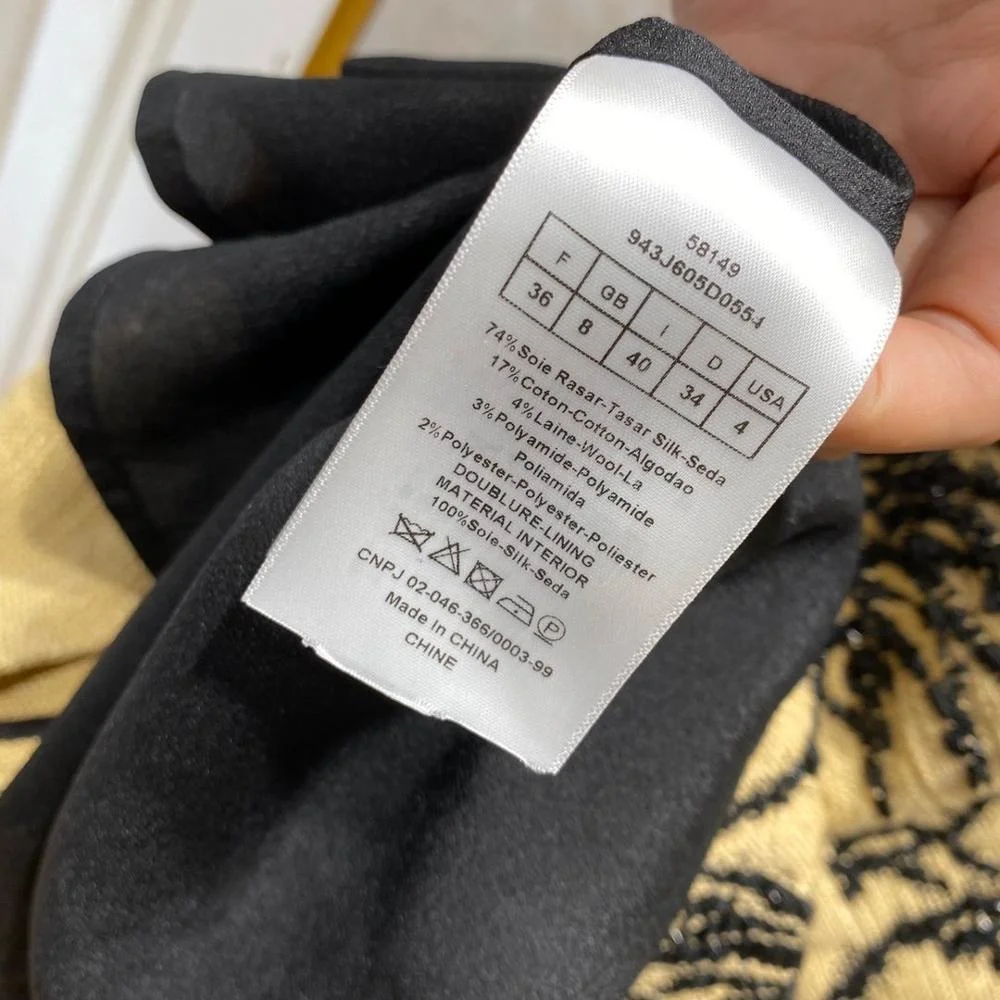 58149
943J605D0554
F GB I D USA
36 8 40 34 4
74%Soie Rasar-Tasar Silk-Seda
17%Coton-Cotton-Algodao
4%Laine-Wool-La
3%Polyamide-Polyamide
Poliamida
2%Polyester-Polyester-Poliester
DOUBLURE.LINING
MATERIAL INTERIOR
100%Soie-Silk-Seda
P
CNPJ 02-046-366/0003-99
Made In CHINA
CHINE